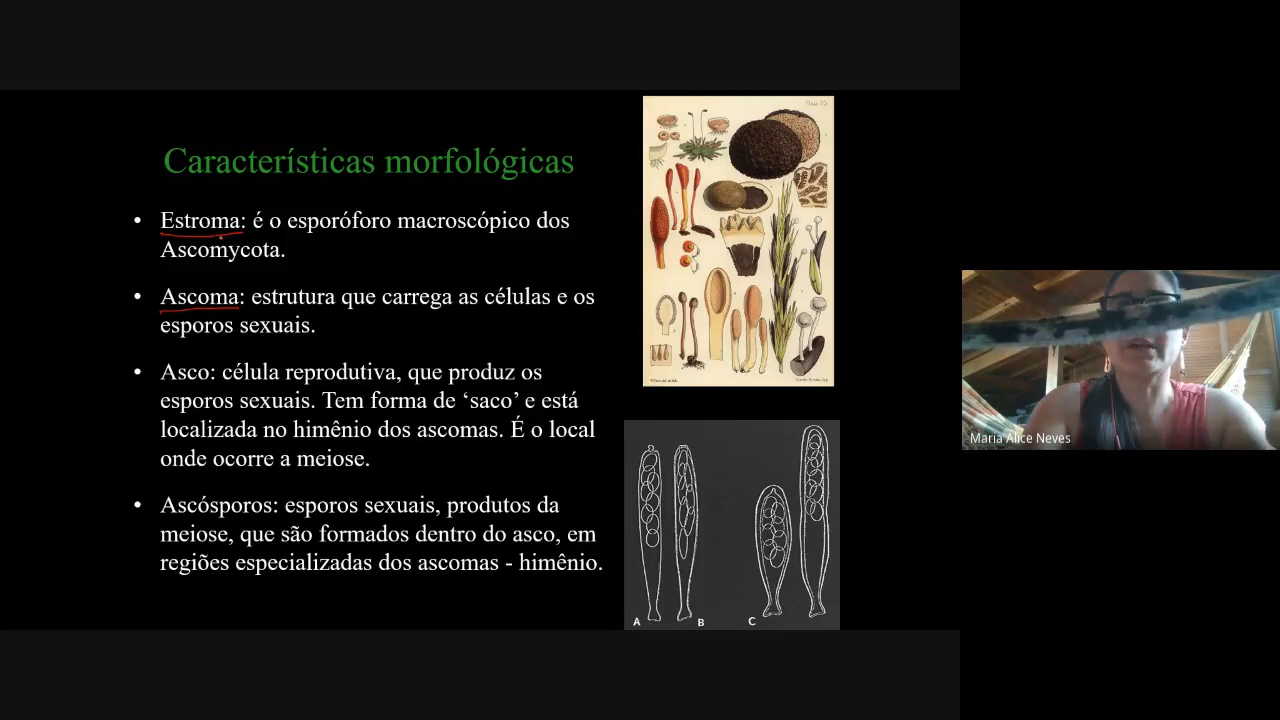 Características morfológicas
• Estroma: é o esporóforo macroscópico dos
Ascomycota.
• Ascoma: estrutura que carrega as células e os
esporos sexuais.
• Asco: célula reprodutiva, que produz os
esporos sexuais. Tem forma de ‘saco’ e está
localizada no himênio dos ascomas. É o local
onde ocorre a meiose.
• Ascósporos: esporos sexuais, produtos da
meiose, que são formados dentro do asco, em
regiões especializadas dos ascomas - himênio.
A B C
Maria Alice Neves